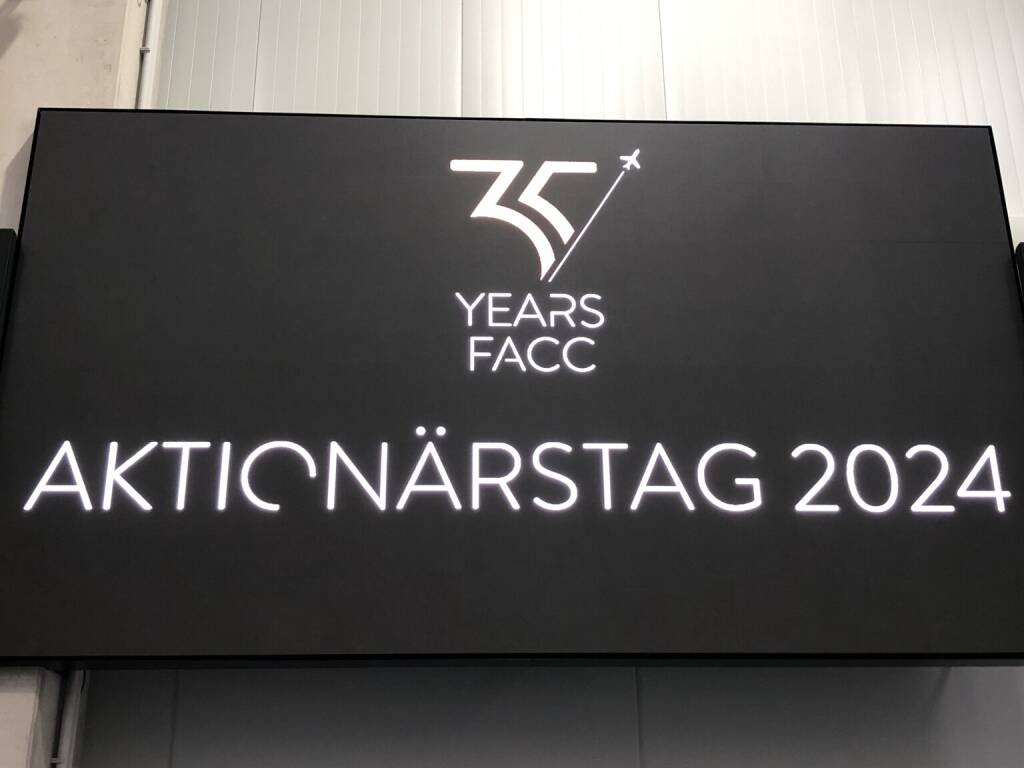 35
YEARS
FACC
AKTIONÄRSTAG 2024